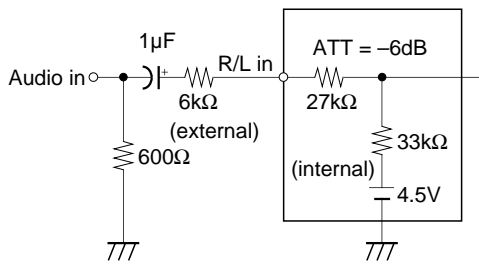 1µF
R/L in
ATT = –6dB
Audio in
+
6kΩ
(external)
27kΩ
600Ω
33kΩ
(internal)
4.5V